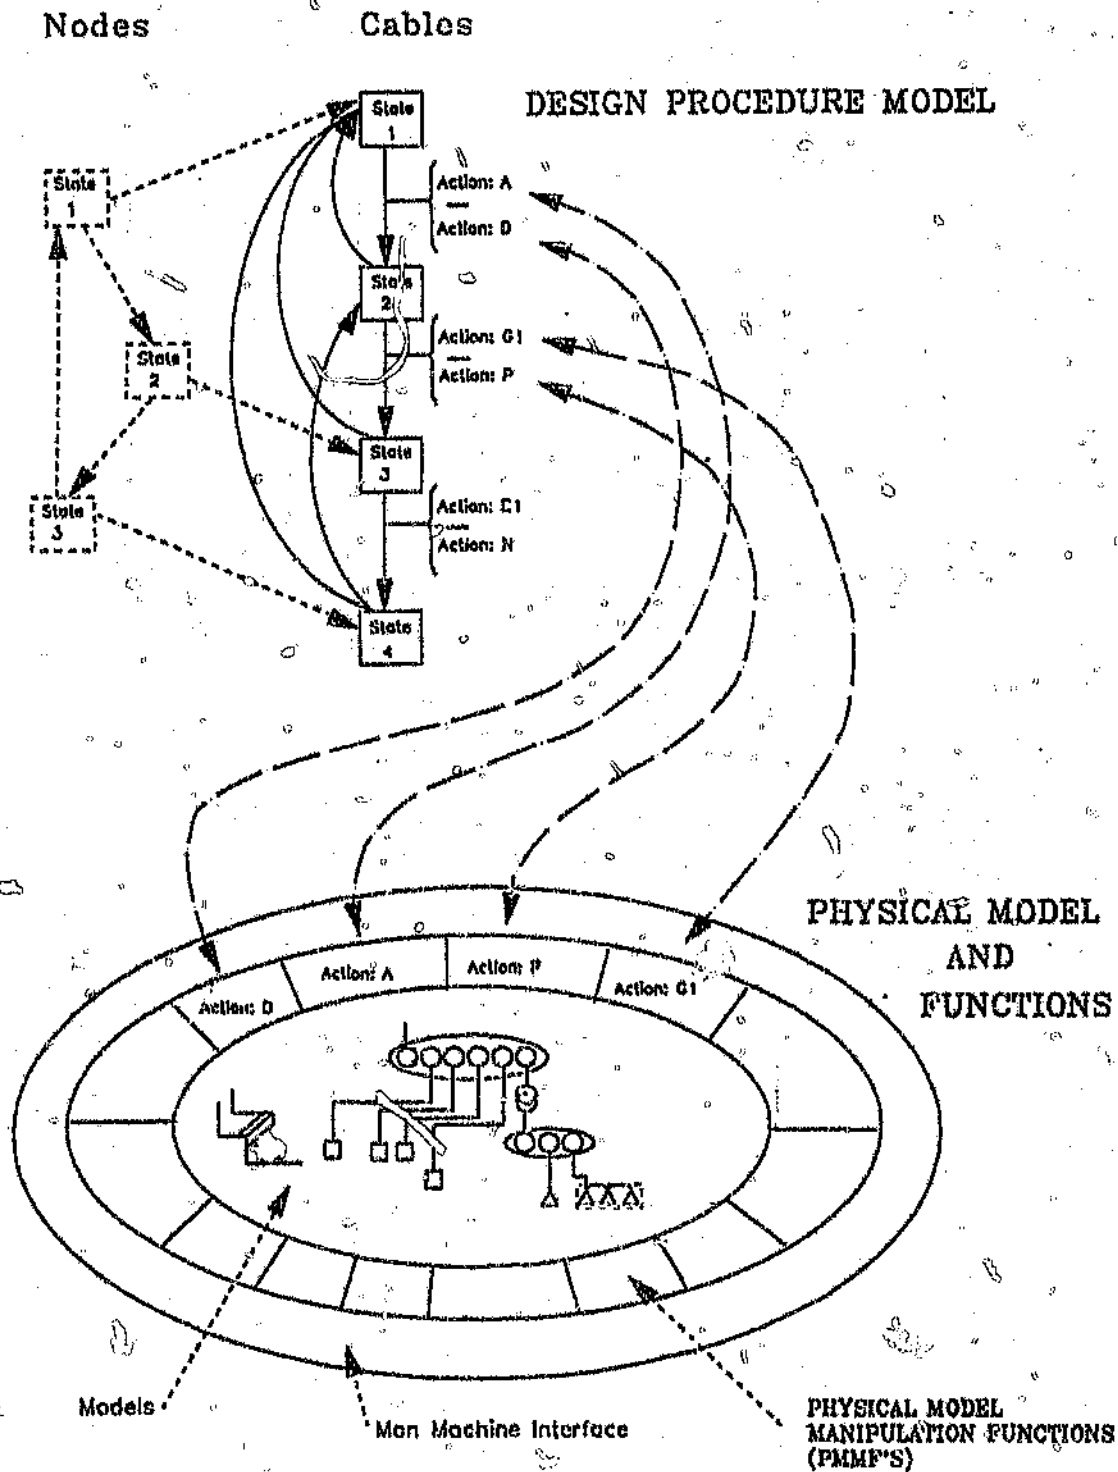 Nodes
Cables
DESIGN PROCEDURE MODEL
State
1
State
1
Action: A
Action: D
State
2
Action: G1
Action: P
State
2
State
3
Action: N
State
3
State
4
PHYSICAL MODEL
AND
FUNCTIONS
Action: D
Action: A
Action: P
Action: G1
Models
Man Machine Interface
PHYSICAL MODEL
MANIPULATION FUNCTIONS
(PMMF'S)